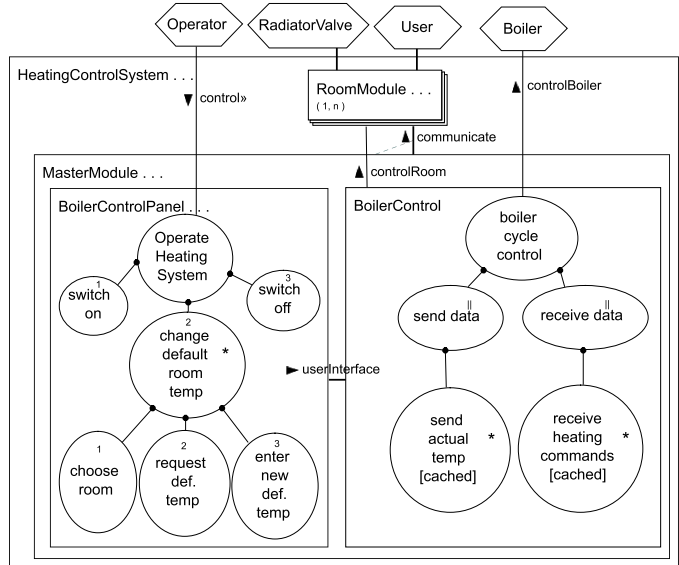 Operator
RadiatorValve
User
Boiler
HeatingControlSystem . . .
control»
RoomModule . . .
( 1, n )
controlBoiler
communicate
MasterModule . . .
controlRoom
BoilerControlPanel . . .
BoilerControl
Operate
Heating
System
1
switch
on
3
switch
off
2
change
default
room
temp
*
userInterface
1
choose
room
2
request
def.
temp
3
enter
new
def.
temp
boiler
cycle
control
||
send data
||
receive data
send
actual
temp
[cached]
*
receive
heating
commands
[cached]
*